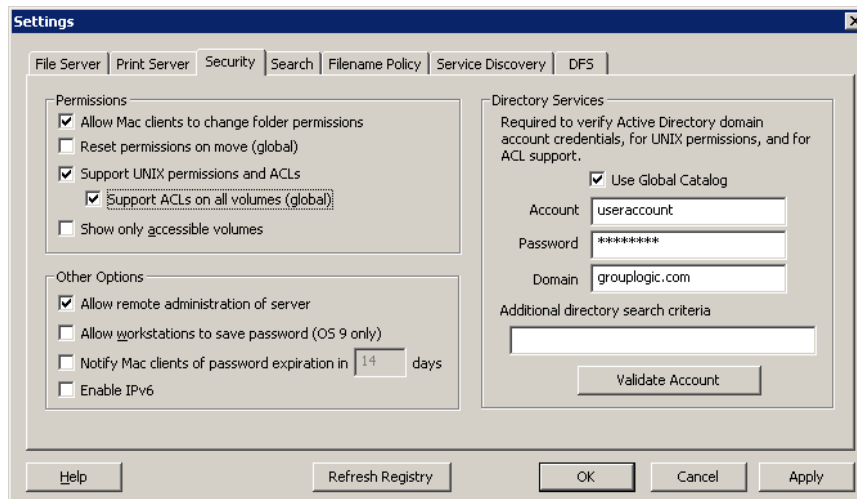 Settings
File Server Print Server Security Search Filename Policy Service Discovery DFS
Permissions
Allow Mac clients to change folder permissions
Reset permissions on move (global)
Support UNIX permissions and ACLs
Support ACLs on all volumes (global)
Show only accessible volumes
Other Options
Allow remote administration of server
Allow workstations to save password (OS 9 only)
Notify Mac clients of password expiration in 14 days
Enable IPv6
Directory Services
Required to verify Active Directory domain
account credentials, for UNIX permissions, and for
ACL support.
Use Global Catalog
Account useraccount
Password ********
Domain grouplogic.com
Additional directory search criteria
Validate Account
Help Refresh Registry OK Cancel Apply